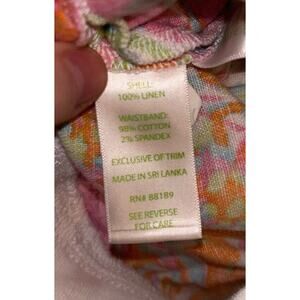 SHELL:
100% LINEN
WAISTBAND:
98% COTTON
2% SPANDEX
EXCLUSIVE OF TRIM
MADE IN SRI LANKA
RN# 88189
SEE REVERSE
FOR CARE